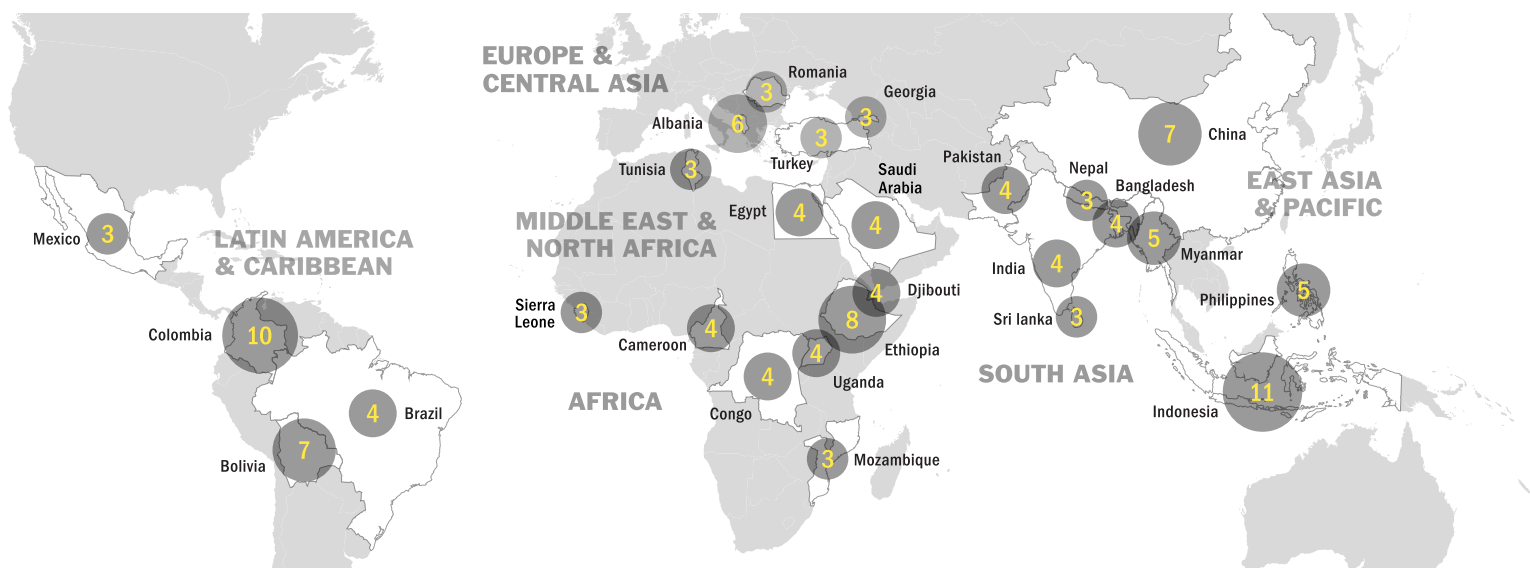 EUROPE &
CENTRAL ASIA
Romania
3
Georgia
3
Albania
6
Turkey
3
Tunisia
3
MIDDLE EAST &
NORTH AFRICA
Egypt
4
Saudi
Arabia
4
Pakistan
4
Nepal
3
Bangladesh
4
China
7
EAST ASIA
& PACIFIC
Myanmar
5
India
4
Sri lanka
3
SOUTH ASIA
Philippines
5
Indonesia
11
Mexico
3
LATIN AMERICA
& CARIBBEAN
Colombia
10
Brazil
4
Bolivia
7
Sierra
Leone
3
Cameroon
4
Djibouti
4
Ethiopia
8
Uganda
4
Congo
4
AFRICA
Mozambique
3